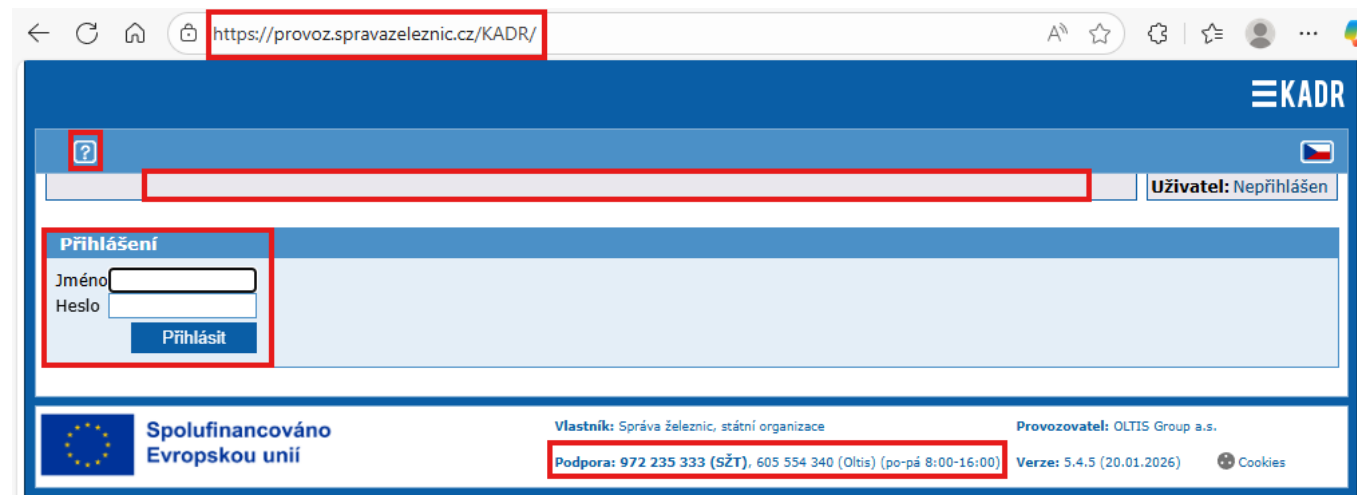 https://provoz.spravazeleznic.cz/KADR/
KADR
?
Uživatel: Nepřihlášen
Přihlášení
Jméno
Heslo
Přihlásit
Spolufinancováno
Evropskou unií
Vlastník: Správa železnic, státní organizace
Provozovatel: OLTIS Group a.s.
Podpora: 972 235 333 (SŽT), 605 554 340 (Oltis) (po-pá 8:00-16:00)
Verze: 5.4.5 (20.01.2026)
Cookies